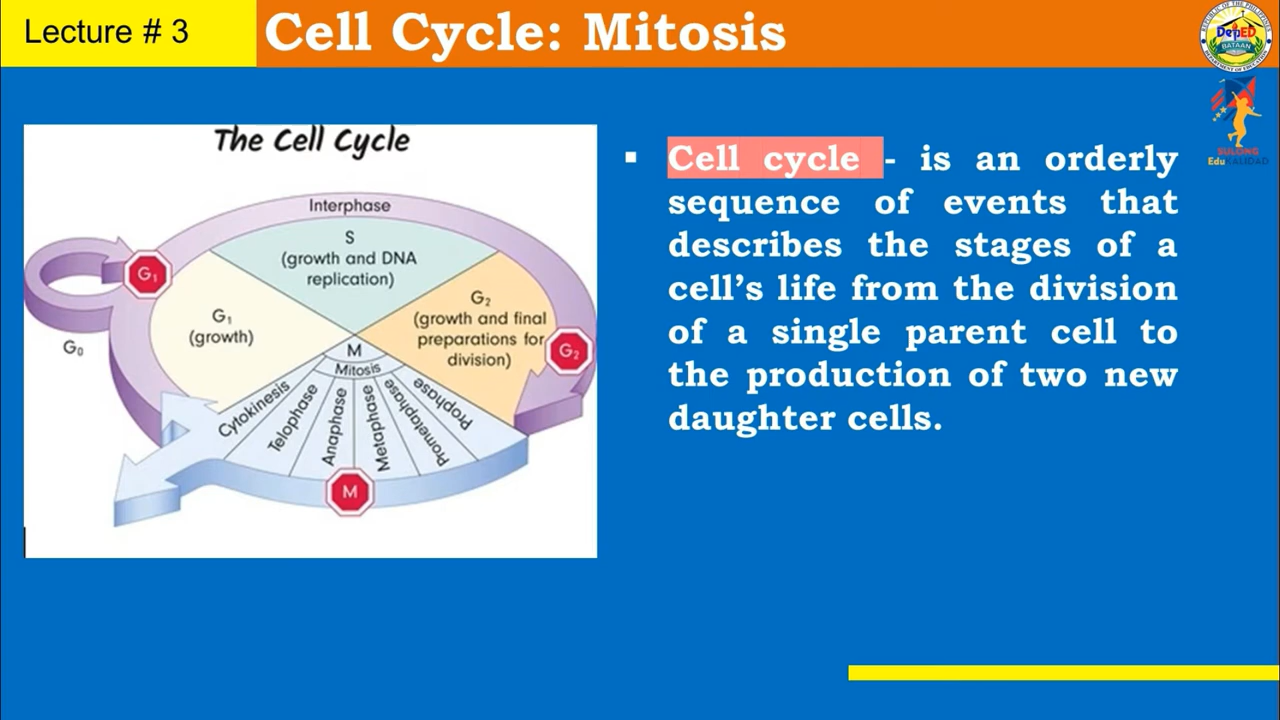 Lecture # 3
Cell Cycle: Mitosis
DepED
BATAAN
SULONG
EduKALIDAD
The Cell Cycle
Interphase
S
(growth and DNA
replication)
G₁
G₁
(growth)
G₂
(growth and final
preparations for
division)
G₂
G₀
M
Mitosis
Cytokinesis
Telophase
Anaphase
Metaphase
Prometaphase
Prophase
M
▪ Cell cycle - is an orderly
sequence of events that
describes the stages of a
cell’s life from the division
of a single parent cell to
the production of two new
daughter cells.